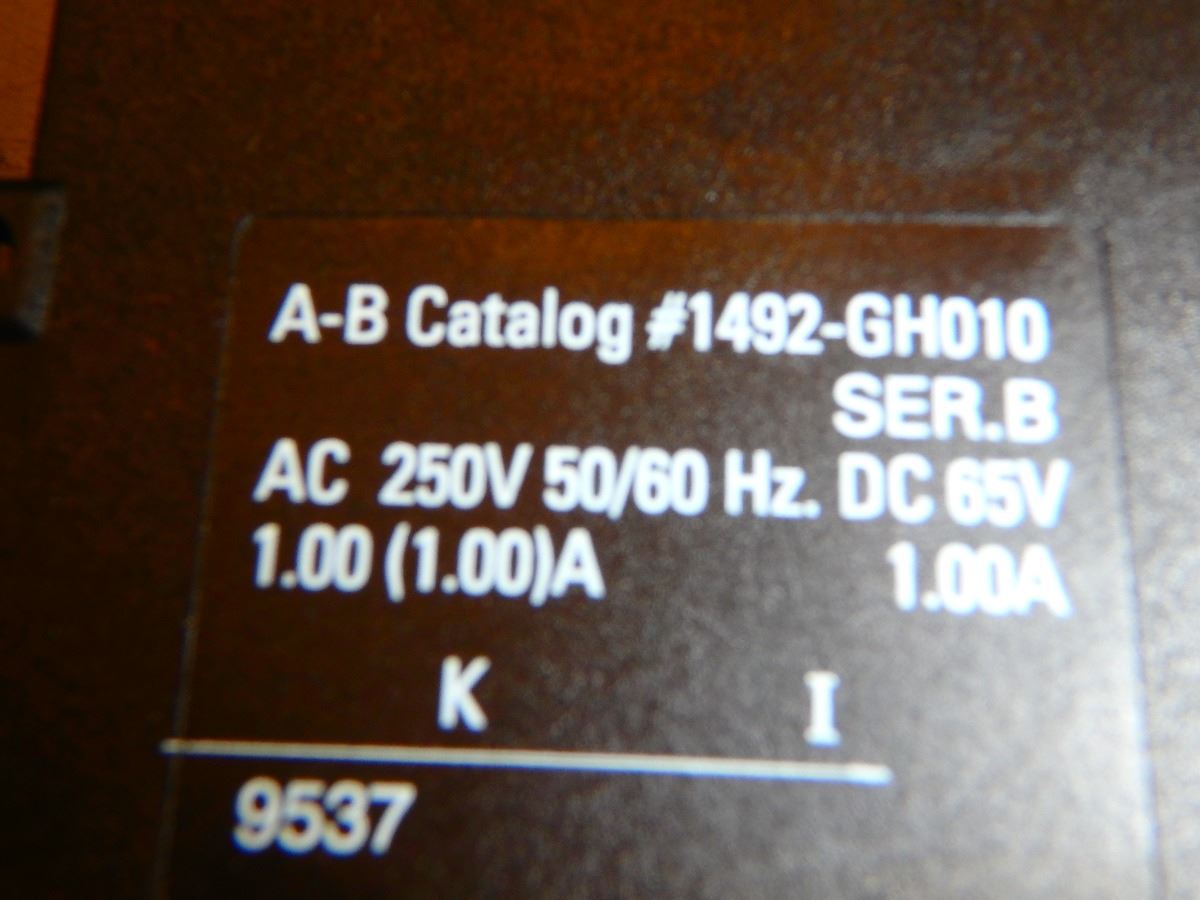 A-B Catalog #1492-GH010
SER.B
AC 250V 50/60 Hz. DC 65V
1.00 (1.00)A 1.00A
K I
9537